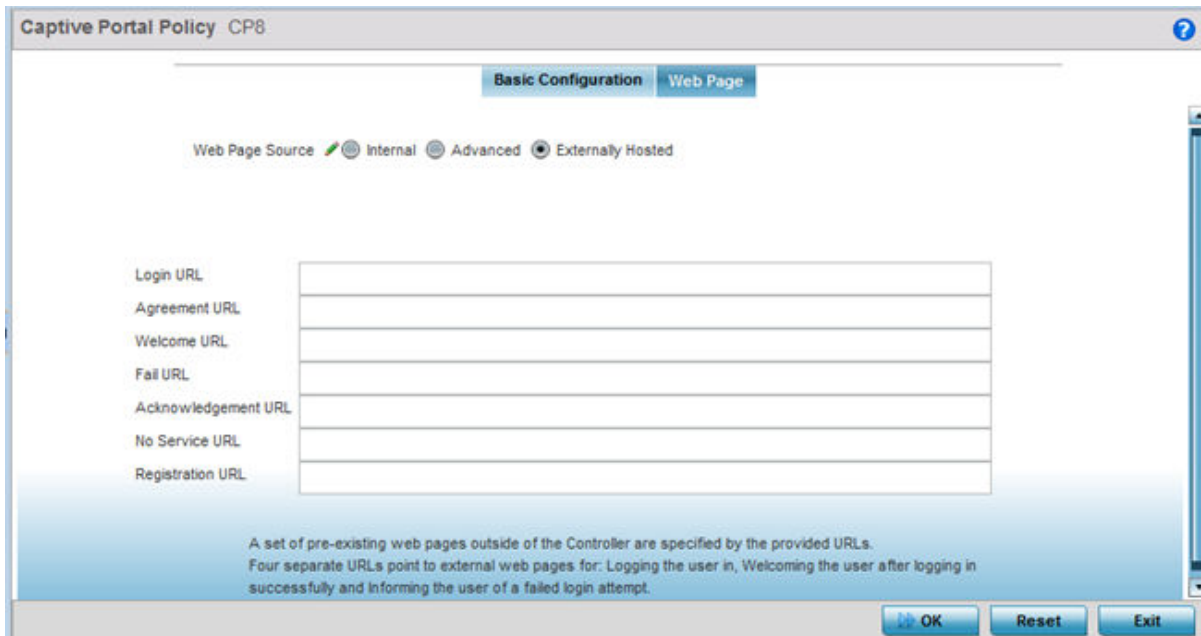 Captive Portal Policy CP8
?
Basic Configuration Web Page
Web Page Source Internal Advanced Externally Hosted
Login URL
Agreement URL
Welcome URL
Fail URL
Acknowledgement URL
No Service URL
Registration URL
A set of pre-existing web pages outside of the Controller are specified by the provided URLs.
Four separate URLs point to external web pages for: Logging the user in, Welcoming the user after logging in
successfully and Informing the user of a failed login attempt.
OK Reset Exit